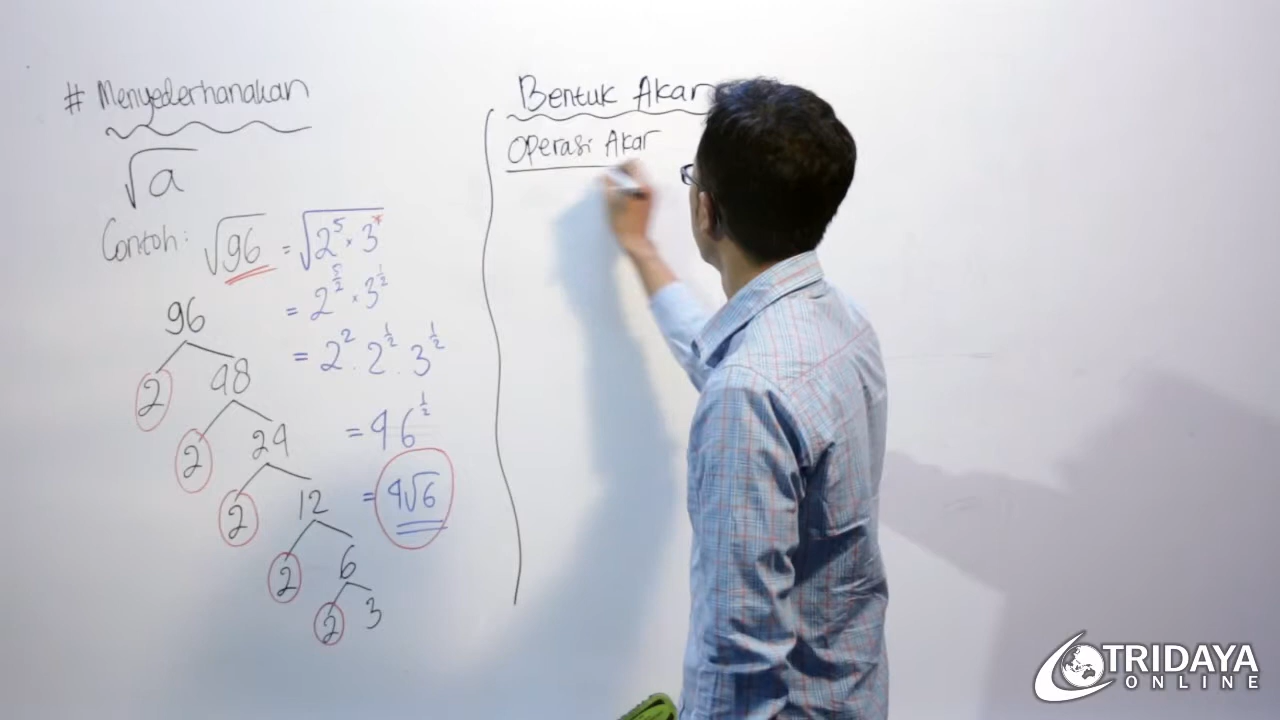 # Menyederhanakan
√a
Contoh: √96 = √2⁵ × 3*
= 2^(5/2) × 3^(1/2)
= 2² . 2^(1/2) . 3^(1/2)
= 4 6^(1/2)
= 4√6
96
2 48
2 24
2 12
2 6
2 3
Bentuk Akar
Operasi Akar
TRIDAYA
ONLINE